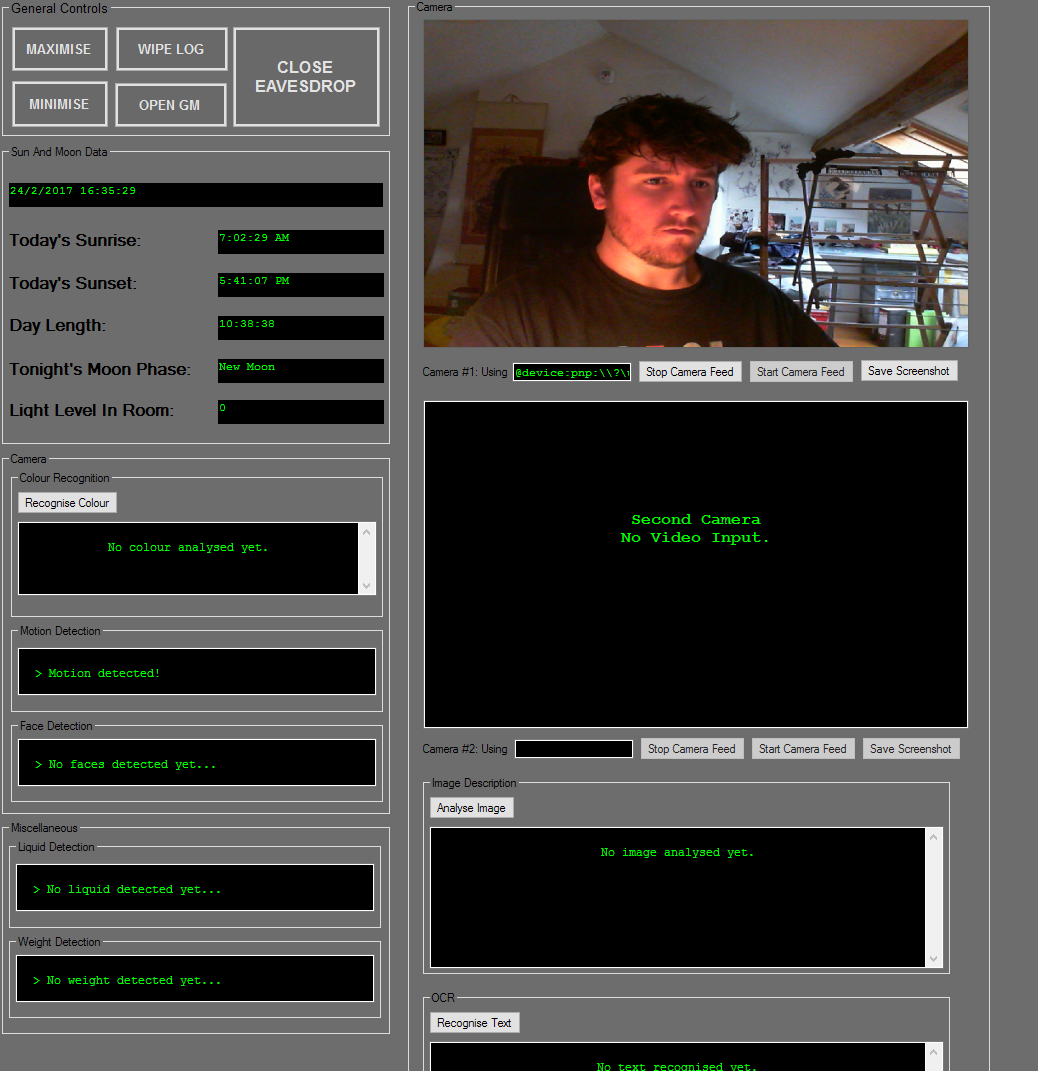 General Controls
MAXIMISE
WIPE LOG
CLOSE
EAVESDROP
MINIMISE
OPEN GM
Sun And Moon Data
24/2/2017 16:35:29
Today's Sunrise:
7:02:29 AM
Today's Sunset:
5:41:07 PM
Day Length:
10:38:38
Tonight's Moon Phase:
New Moon
Light Level In Room:
0
Camera
Colour Recognition
Recognise Colour
No colour analysed yet.
Motion Detection
> Motion detected!
Face Detection
> No faces detected yet...
Miscellaneous
Liquid Detection
> No liquid detected yet...
Weight Detection
> No weight detected yet...
Camera
Camera #1: Using
@device:pnp:\\?\
Stop Camera Feed
Start Camera Feed
Save Screenshot
Second Camera
No Video Input.
Camera #2: Using
Stop Camera Feed
Start Camera Feed
Save Screenshot
Image Description
Analyse Image
No image analysed yet.
OCR
Recognise Text
No text recognised yet.